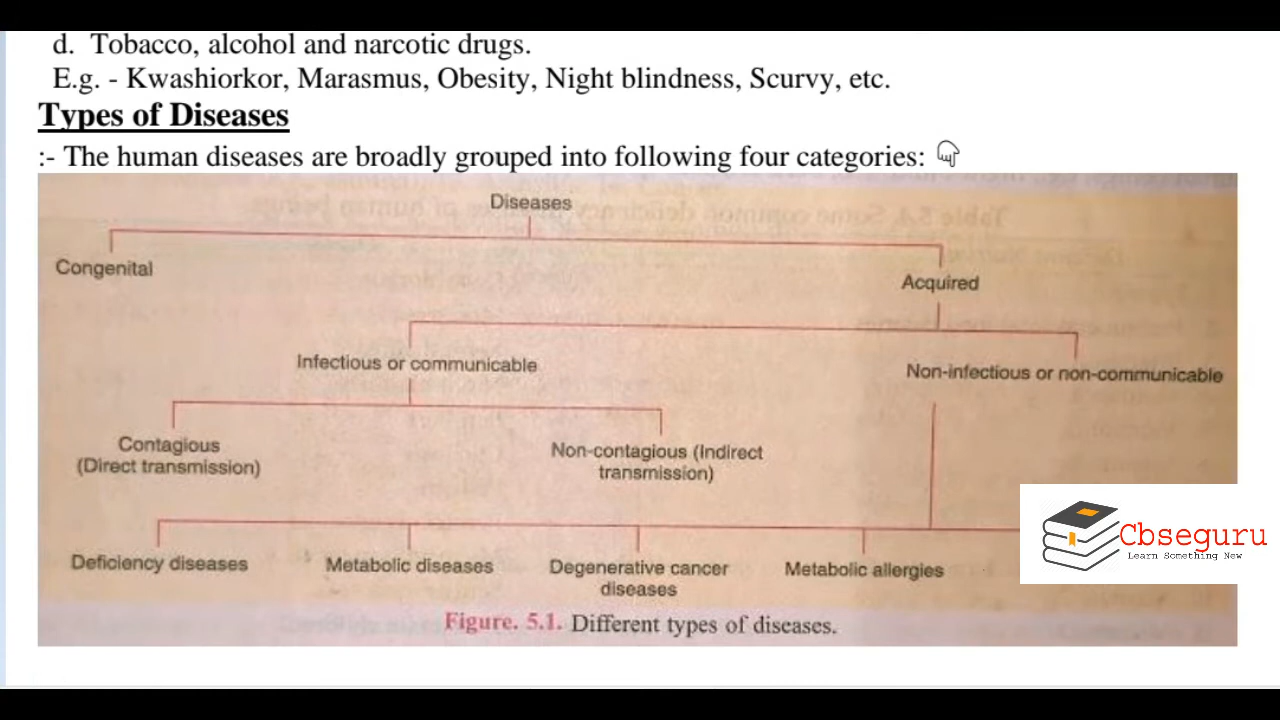 d. Tobacco, alcohol and narcotic drugs.
E.g. - Kwashiorkor, Marasmus, Obesity, Night blindness, Scurvy, etc.
Types of Diseases
:- The human diseases are broadly grouped into following four categories:
Diseases
Congenital
Acquired
Infectious or communicable
Non-infectious or non-communicable
Contagious
(Direct transmission)
Non-contagious (Indirect
transmission)
Deficiency diseases
Metabolic diseases
Degenerative cancer
diseases
Metabolic allergies
Figure. 5.1. Different types of diseases.
Cbseguru
Learn Something New